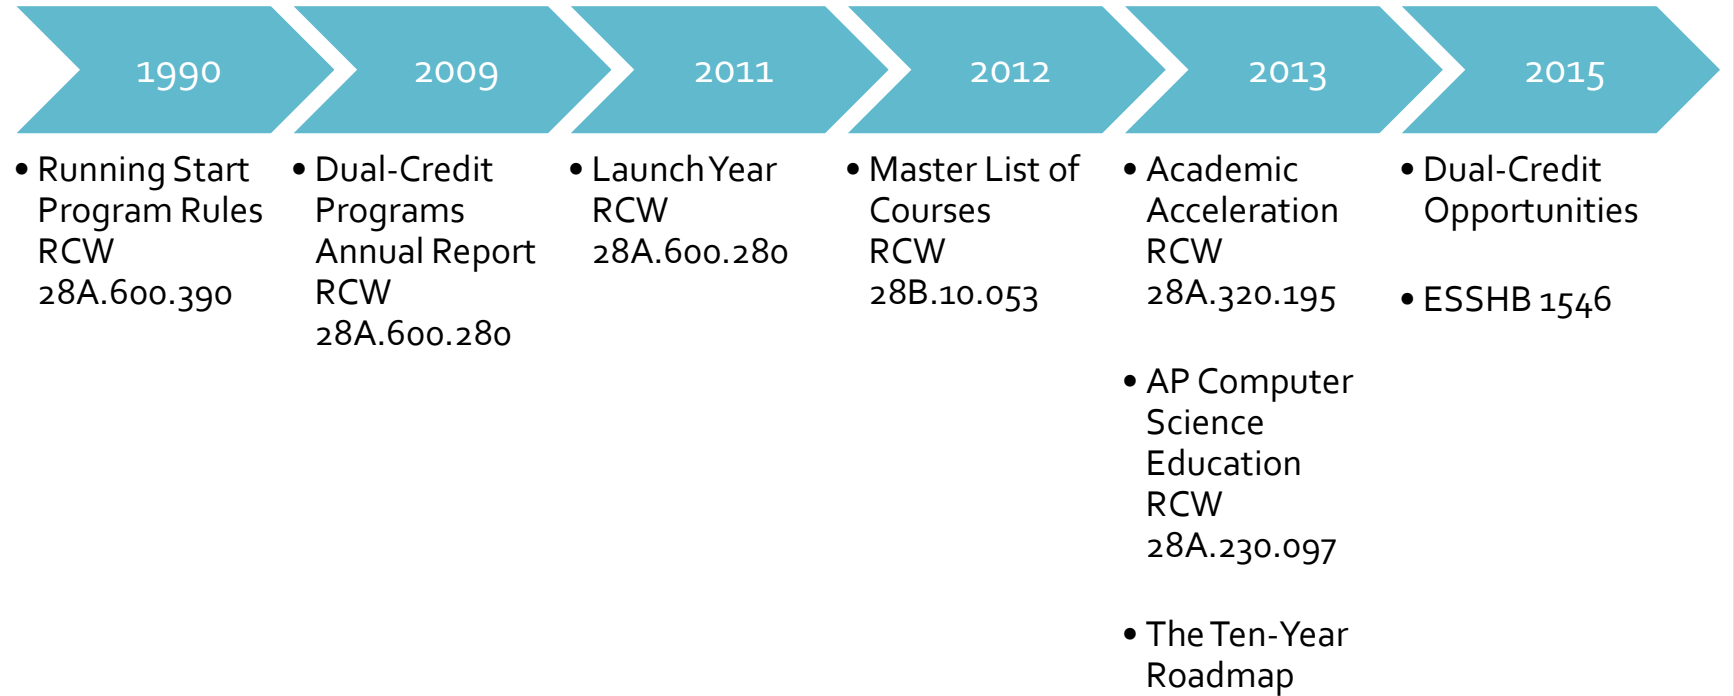 1990
2009
2011
2012
2013
2015
• Running Start
Program Rules
RCW
28A.600.390
• Dual-Credit
Programs
Annual Report
RCW
28A.600.280
• Launch Year
RCW
28A.600.280
• Master List of
Courses
RCW
28B.10.053
• Academic
Acceleration
RCW
28A.320.195
• AP Computer
Science
Education
RCW
28A.230.097
• The Ten-Year
Roadmap
• Dual-Credit
Opportunities
• ESSHB 1546